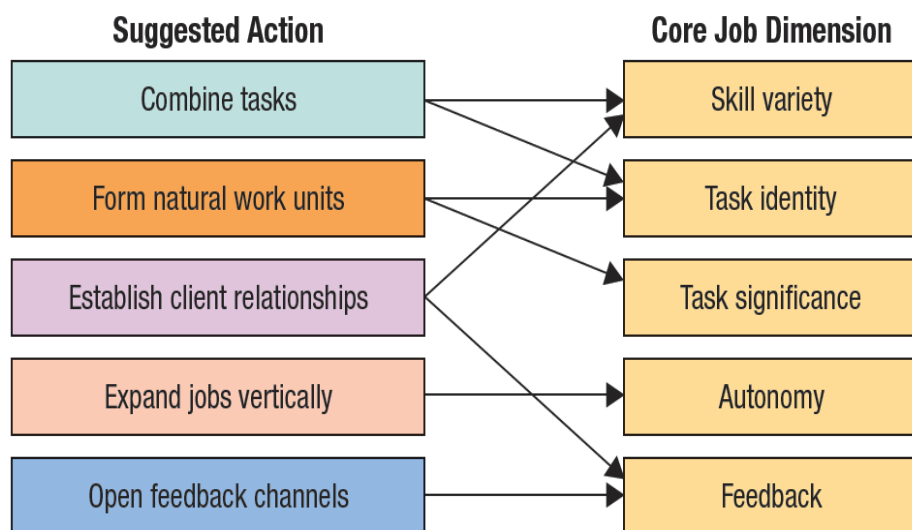 Suggested Action
Core Job Dimension
Combine tasks
Skill variety
Form natural work units
Task identity
Establish client relationships
Task significance
Expand jobs vertically
Autonomy
Open feedback channels
Feedback